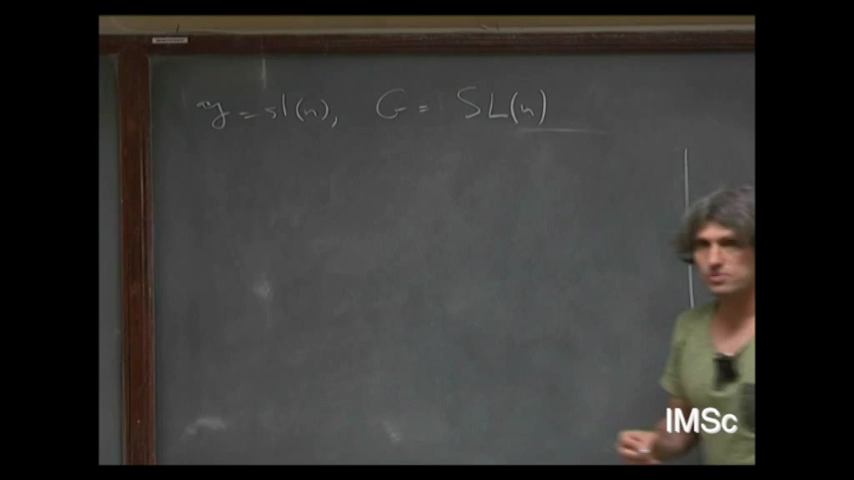 𝔤 = sl(n), G = SL(n)
IMSc